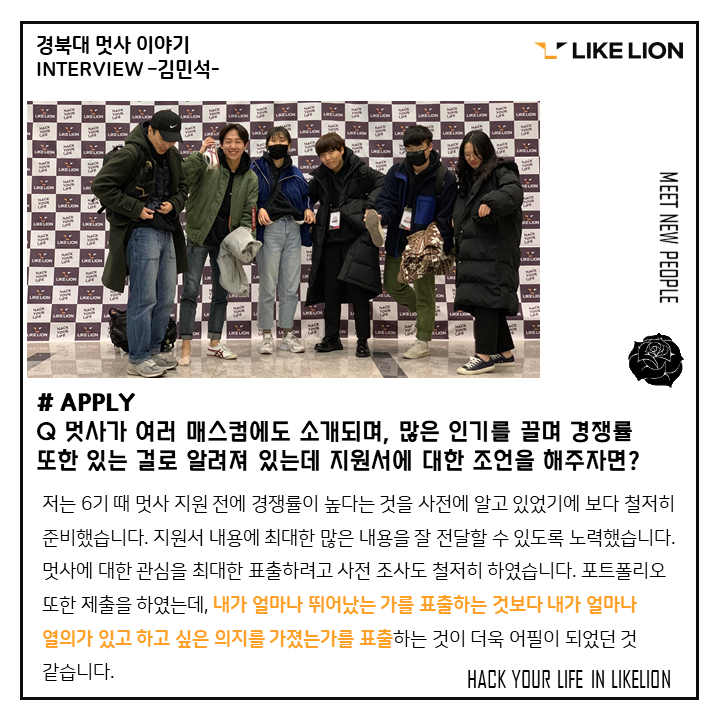 경북대 멋사 이야기
INTERVIEW –김민석-
LIKE LION
MEET NEW PEOPLE
# APPLY
Q 멋사가 여러 매스컴에도 소개되며, 많은 인기를 끌며 경쟁률
또한 있는 걸로 알려져 있는데 지원서에 대한 조언을 해주자면?
저는 6기 때 멋사 지원 전에 경쟁률이 높다는 것을 사전에 알고 있었기에 보다 철저히
준비했습니다. 지원서 내용에 최대한 많은 내용을 잘 전달할 수 있도록 노력했습니다.
멋사에 대한 관심을 최대한 표출하려고 사전 조사도 철저히 하였습니다. 포트폴리오
또한 제출을 하였는데, 내가 얼마나 뛰어났는 가를 표출하는 것보다 내가 얼마나
열의가 있고 하고 싶은 의지를 가졌는가를 표출하는 것이 더욱 어필이 되었던 것
같습니다.
HACK YOUR LIFE IN LIKELION